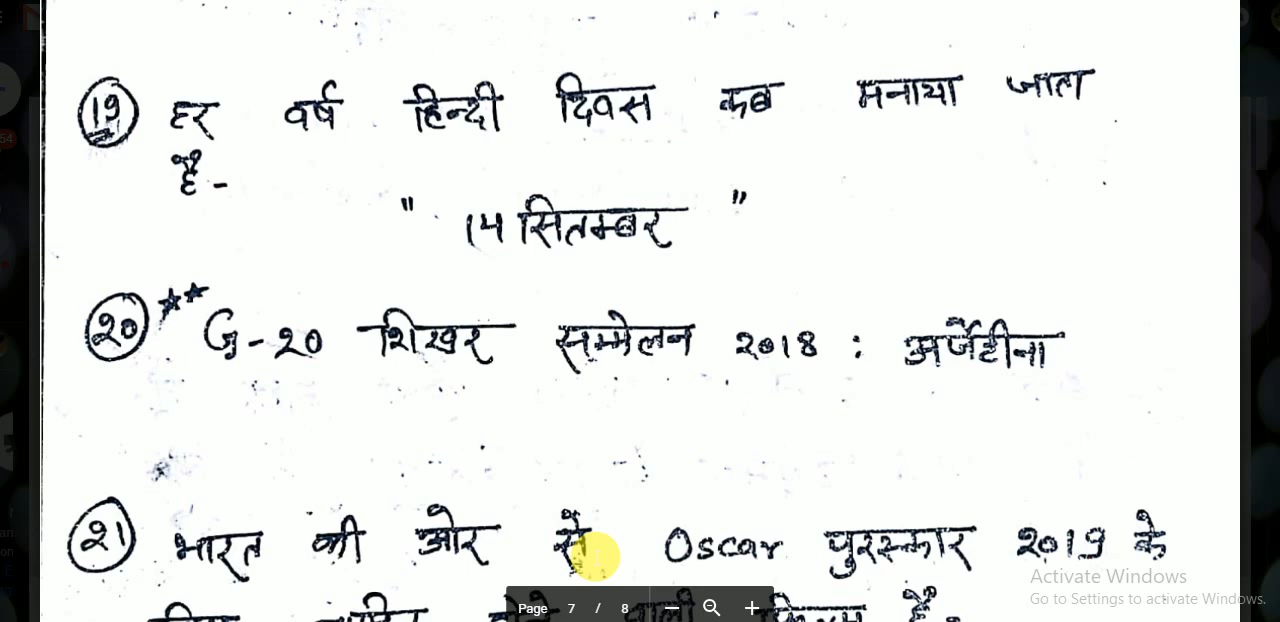 19 हर वर्ष हिन्दी दिवस कब मनाया जाता
है -
" 14 सितम्बर "
20 ** G-20 शिखर सम्मेलन 2018 : अर्जेंटीना
21 भारत की ओर से Oscar पुरस्कार 2019 के
Activate Windows
Go to Settings to activate Windows.
Page 7 / 8